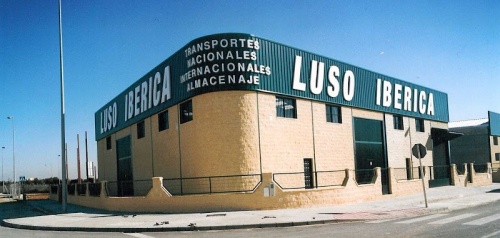 LUSO IBERICA
TRANSPORTES
NACIONALES
INTERNACIONALES
ALMACENAJE
LUSO IBERICA